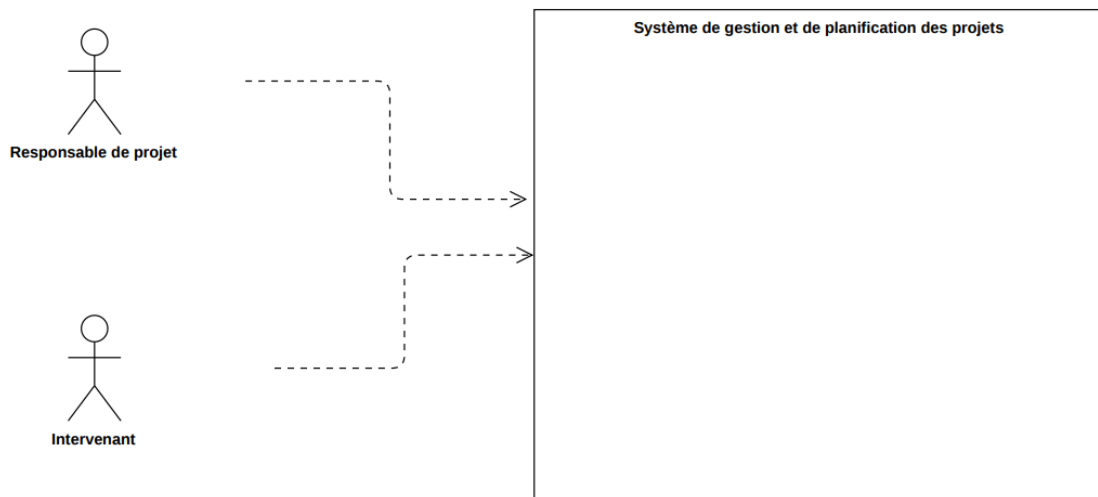 Système de gestion et de planification des projets
Responsable de projet
Intervenant